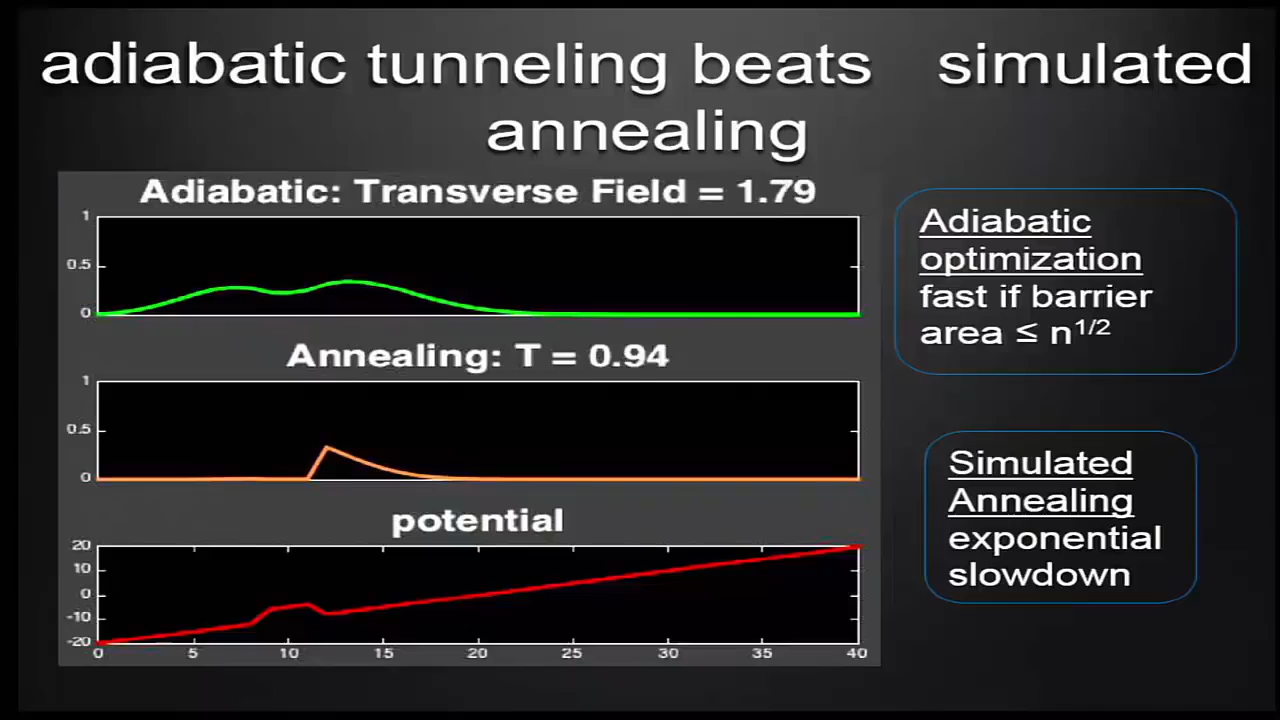 adiabatic tunneling beats simulated
annealing
Adiabatic: Transverse Field = 1.79
1
0.5
0
Annealing: T = 0.94
1
0.5
0
potential
20
10
0
-10
-20
0 5 10 15 20 25 30 35 40
Adiabatic
optimization
fast if barrier
area ≤ n^1/2
Simulated
Annealing
exponential
slowdown